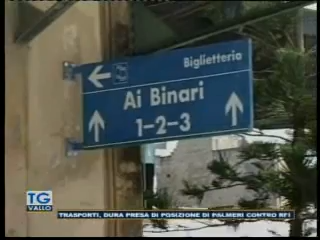 Biglietteria
Ai Binari
1-2-3
TG
VALLO
TRASPORTI, DURA PRESA DI POSIZIONE DI PALMERI CONTRO RFI